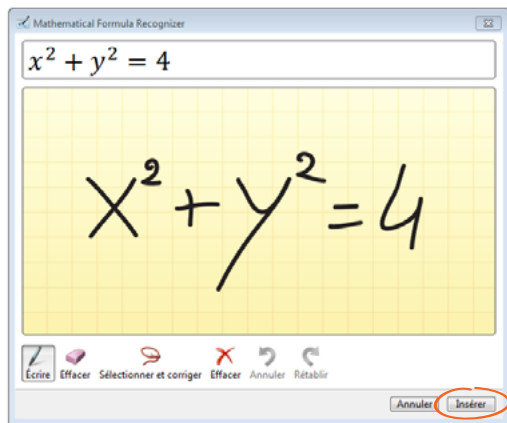 Mathematical Formula Recognizer
x² + y² = 4
x² + y² = 4
Écrire Effacer Sélectionner et corriger Effacer Annuler Rétablir
Annuler Insérer